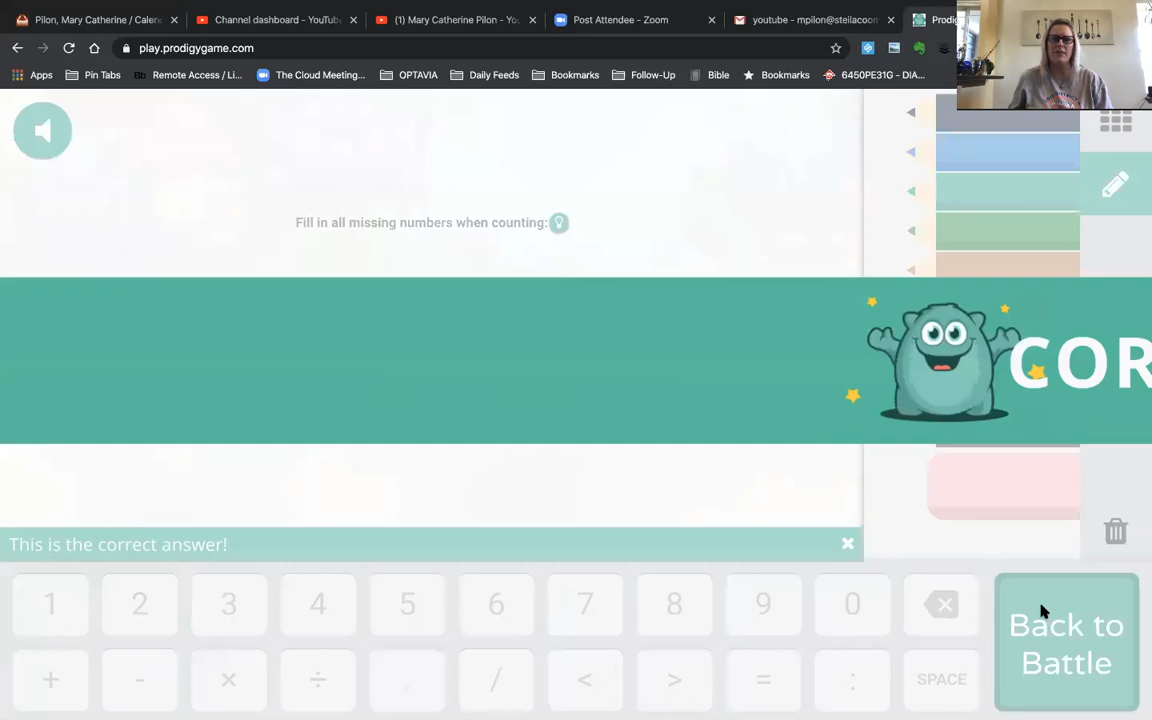 Pilon, Mary Catherine / Calen
Channel dashboard - YouTube
(1) Mary Catherine Pilon - Yo
Post Attendee - Zoom
youtube - mpilon@steilacoom
Prodig
play.prodigygame.com
Apps
Pin Tabs
Bb Remote Access / Li...
The Cloud Meeting...
OPTAVIA
Daily Feeds
Bookmarks
Follow-Up
Bible
Bookmarks
6450PE31G - DIA...
Fill in all missing numbers when counting:
COR
This is the correct answer!
1 2 3 4 5 6 7 8 9 0
+ - × ÷ . / < > = : SPACE
Back to
Battle